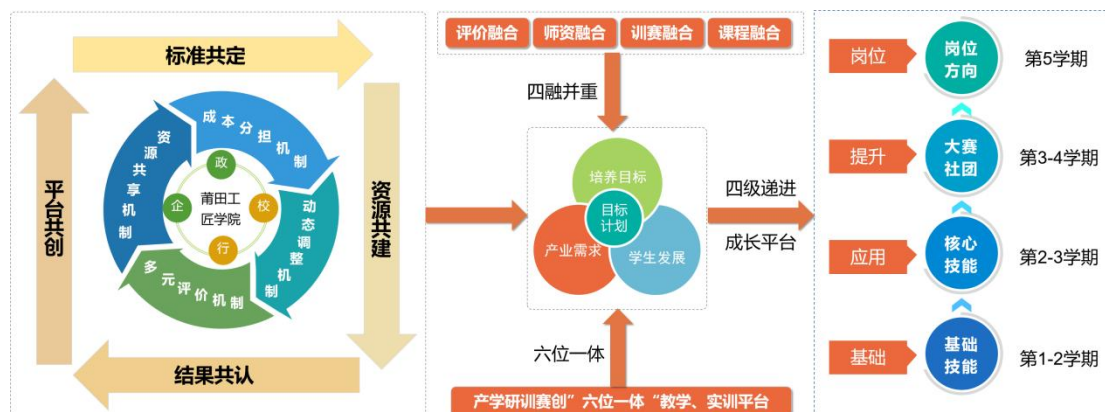 标准共定
平台共创
资源共建
结果共认
成本分担机制
动态调整机制
多元评价机制
资源共享机制
政
企
校
行
莆田工
匠学院
评价融合
师资融合
训赛融合
课程融合
四融并重
培养目标
目标
计划
产业需求
学生发展
六位一体
产学研训赛创”六位一体“教学、实训平台
四级递进
成长平台
岗位
岗位
方向
第5学期
提升
大赛
社团
第3-4学期
应用
核心
技能
第2-3学期
基础
基础
技能
第1-2学期